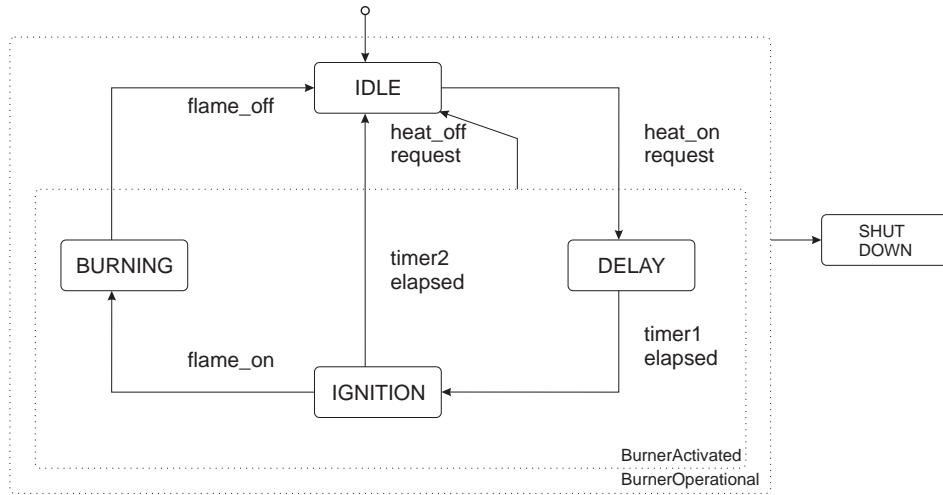 IDLE
flame_off
heat_off
request
heat_on
request
BURNING
timer2
elapsed
DELAY
SHUT
DOWN
flame_on
timer1
elapsed
IGNITION
BurnerActivated
BurnerOperational